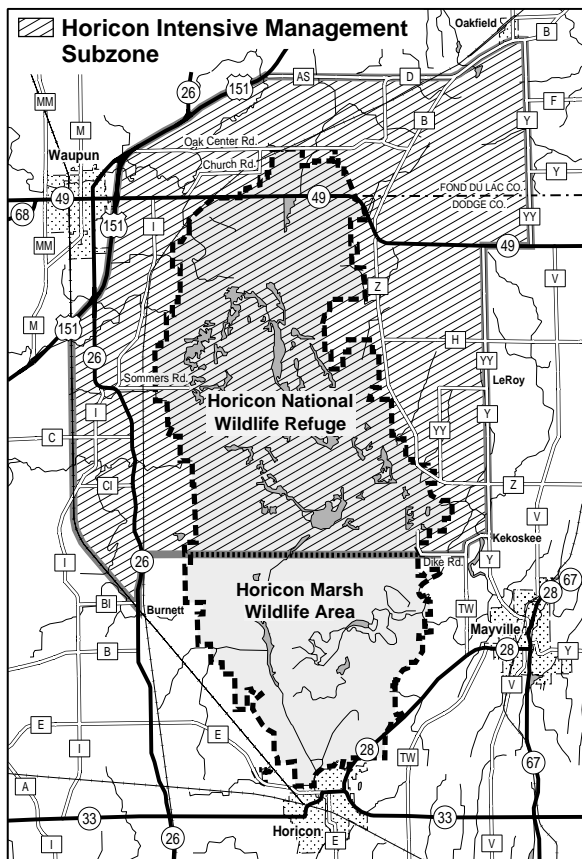 Horicon Intensive Management
Subzone
Oakfield
B
26
151
AS
D
MM
M
B
F
Y
Oak Center Rd.
Waupun
Church Rd.
Y
FOND DU LAC CO.
DODGE CO.
49
49
68
151
I
YY
MM
49
V
Z
M
151
H
26
YY
Sommers Rd.
LeRoy
I
Horicon National
Wildlife Refuge
Y
C
YY
CI
Z
V
I
Kekoskee
26
Dike Rd.
Y
67
Horicon Marsh
Wildlife Area
BI
Burnett
TW
28
Mayville
B
28
Y
V
E
E
I
28
TW
67
A
33
33
Horicon
E
I
26
V